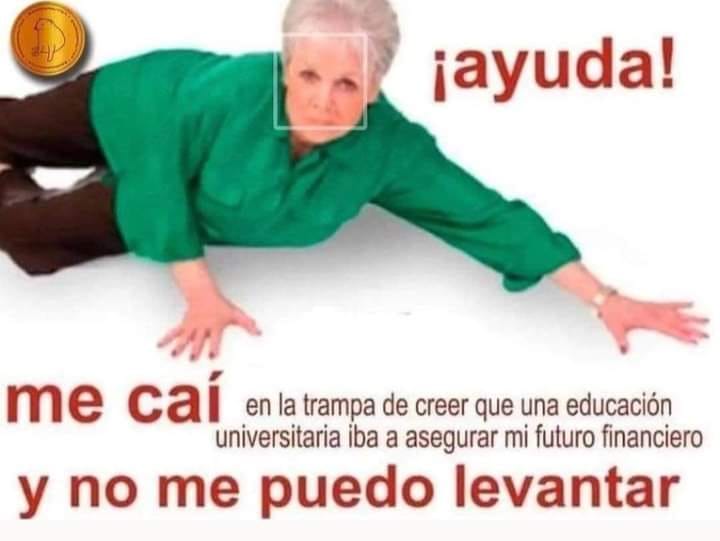 ¡ayuda!
me caí en la trampa de creer que una educación
universitaria iba a asegurar mi futuro financiero
y no me puedo levantar